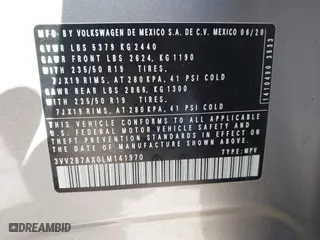 MFD BY VOLKSWAGEN DE MEXICO S.A. DE C.V. MEXICO 06/20
GVWR LBS 5379 KG 2440
GAWR FRONT LBS 2624, KG 1190
WITH 235/50 R19 TIRES,
7JX19 RIMS, AT 280KPA, 41 PSI COLD
GAWR REAR LBS 2866, KG 1300
WITH 235/50 R19 TIRES,
7JX19 RIMS, AT 280 KPA, 41 PSI COLD
THIS VEHICLE CONFORMS TO ALL APPLICABLE
U.S. FEDERAL MOTOR VEHICLE SAFETY AND
THEFT PREVENTION STANDARDS IN EFFECT ON
THE DATE OF MANUFACTURE SHOWN ABOVE.
3VV2B7AX0LM141970
TYPE: MPV
DREAMBID